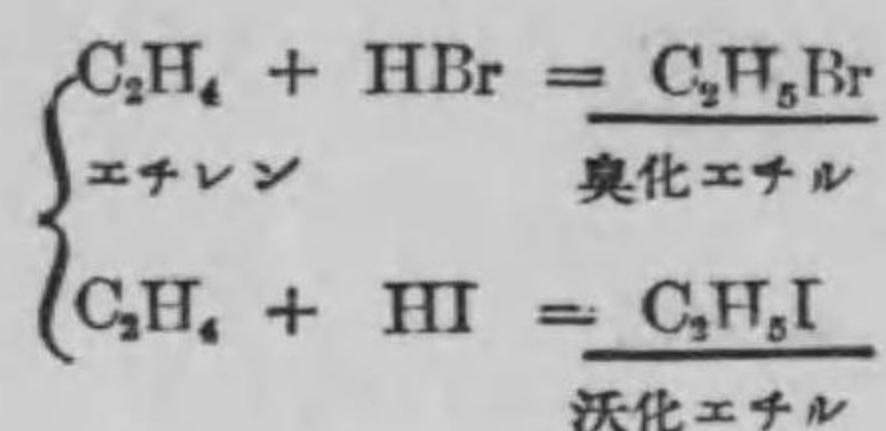 C₂H₄ + HBr = C₂H₅Br
エチレン 臭化エチル
C₂H₄ + HI = C₂H₅I
沃化エチル